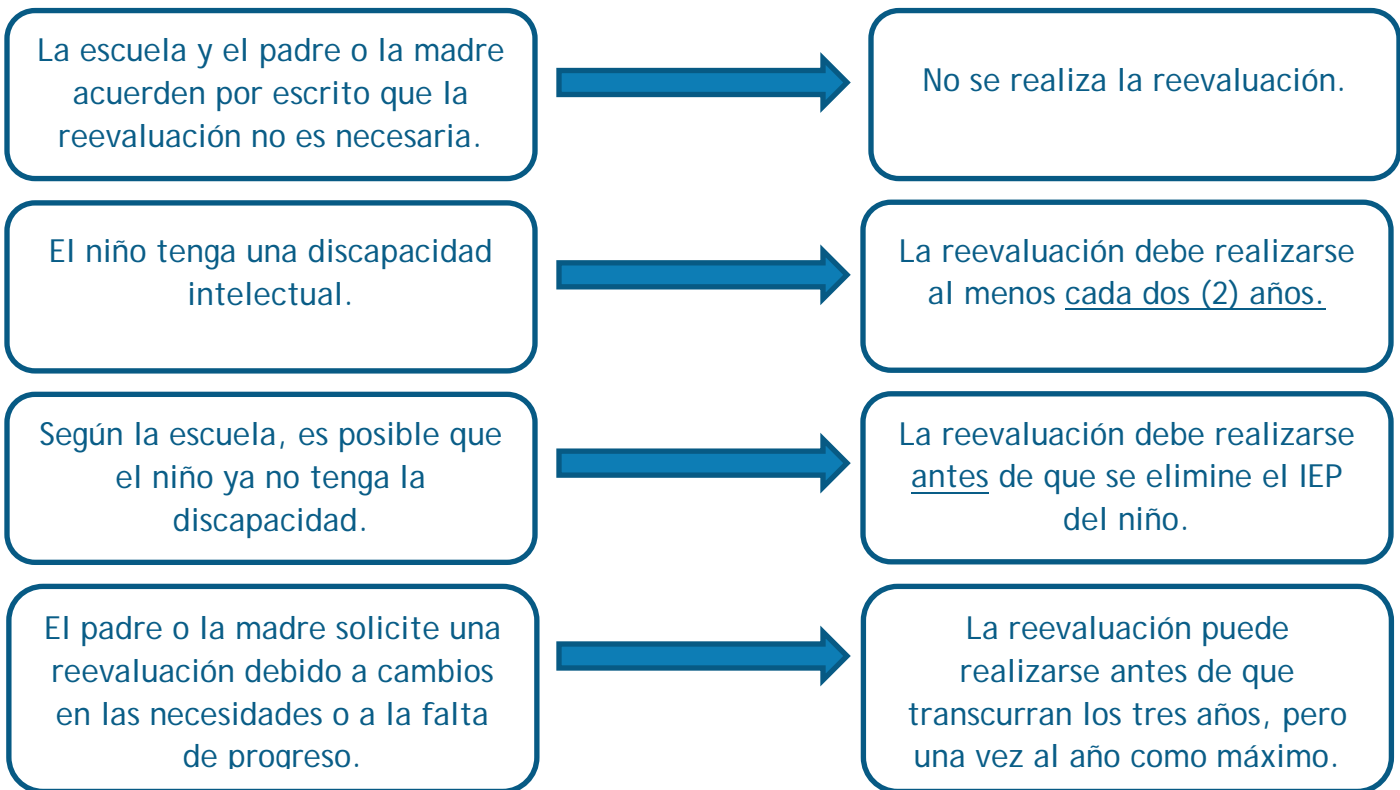 La escuela y el padre o la madre
acuerden por escrito que la
reevaluación no es necesaria.
No se realiza la reevaluación.
El niño tenga una discapacidad
intelectual.
La reevaluación debe realizarse
al menos cada dos (2) años.
Según la escuela, es posible que
el niño ya no tenga la
discapacidad.
La reevaluación debe realizarse
antes de que se elimine el IEP
del niño.
El padre o la madre solicite una
reevaluación debido a cambios
en las necesidades o a la falta
de progreso.
La reevaluación puede
realizarse antes de que
transcurran los tres años, pero
una vez al año como máximo.